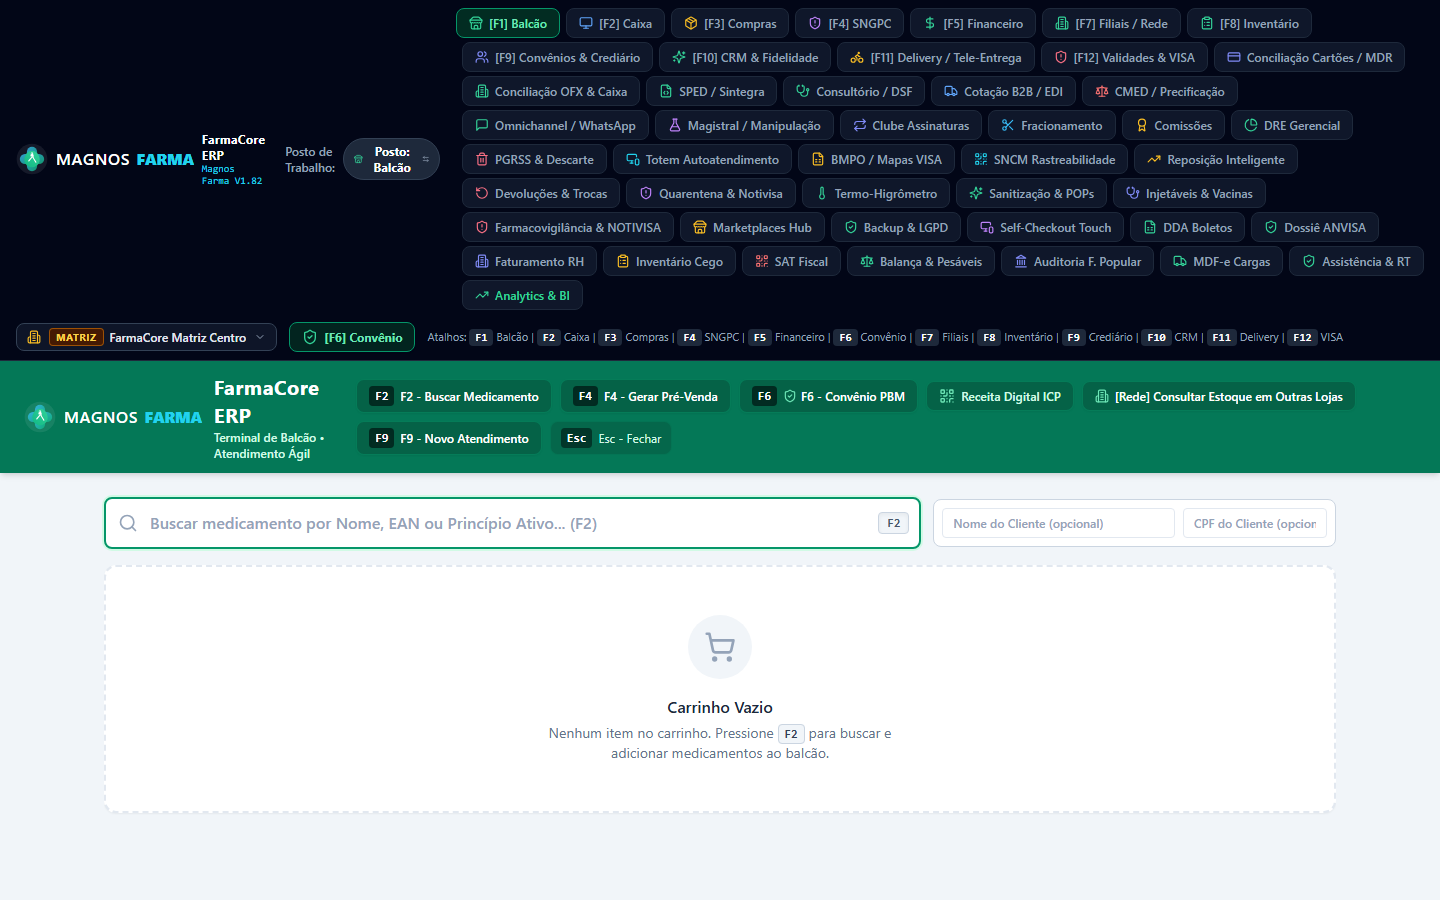 [F1] Balcão [F2] Caixa [F3] Compras [F4] SNGPC [F5] Financeiro [F7] Filiais / Rede [F8] Inventário
[F9] Convênios & Crediário [F10] CRM & Fidelidade [F11] Delivery / Tele-Entrega [F12] Validades & VISA Conciliação Cartões / MDR
Conciliação OFX & Caixa SPED / Sintegra Consultório / DSF Cotação B2B / EDI CMED / Precificação
Omnichannel / WhatsApp Magistral / Manipulação Clube Assinaturas Fracionamento Comissões DRE Gerencial
MAGNOS FARMA
FarmaCore
ERP
Magnos
Farma V1.82
Posto de
Trabalho:
Posto:
Balcão
PGRSS & Descarte Totem Autoatendimento BMPO / Mapas VISA SNCM Rastreabilidade Reposição Inteligente
Devoluções & Trocas Quarentena & Notivisa Termo-Higrômetro Sanitização & POPs Injetáveis & Vacinas
Farmacovigilância & NOTIVISA Marketplaces Hub Backup & LGPD Self-Checkout Touch DDA Boletos Dossiê ANVISA
Faturamento RH Inventário Cego SAT Fiscal Balança & Pesáveis Auditoria F. Popular MDF-e Cargas Assistência & RT
Analytics & BI
MATRIZ FarmaCore Matriz Centro [F6] Convênio Atalhos: F1 Balcão | F2 Caixa | F3 Compras | F4 SNGPC | F5 Financeiro | F6 Convênio | F7 Filiais | F8 Inventário | F9 Crediário | F10 CRM | F11 Delivery | F12 VISA
MAGNOS FARMA
FarmaCore
ERP
Terminal de Balcão •
Atendimento Ágil
F2 F2 - Buscar Medicamento F4 F4 - Gerar Pré-Venda F6 F6 - Convênio PBM Receita Digital ICP [Rede] Consultar Estoque em Outras Lojas
F9 F9 - Novo Atendimento Esc Esc - Fechar
Buscar medicamento por Nome, EAN ou Princípio Ativo... (F2) F2 Nome do Cliente (opcional) CPF do Cliente (opcion
Carrinho Vazio
Nenhum item no carrinho. Pressione F2 para buscar e
adicionar medicamentos ao balcão.